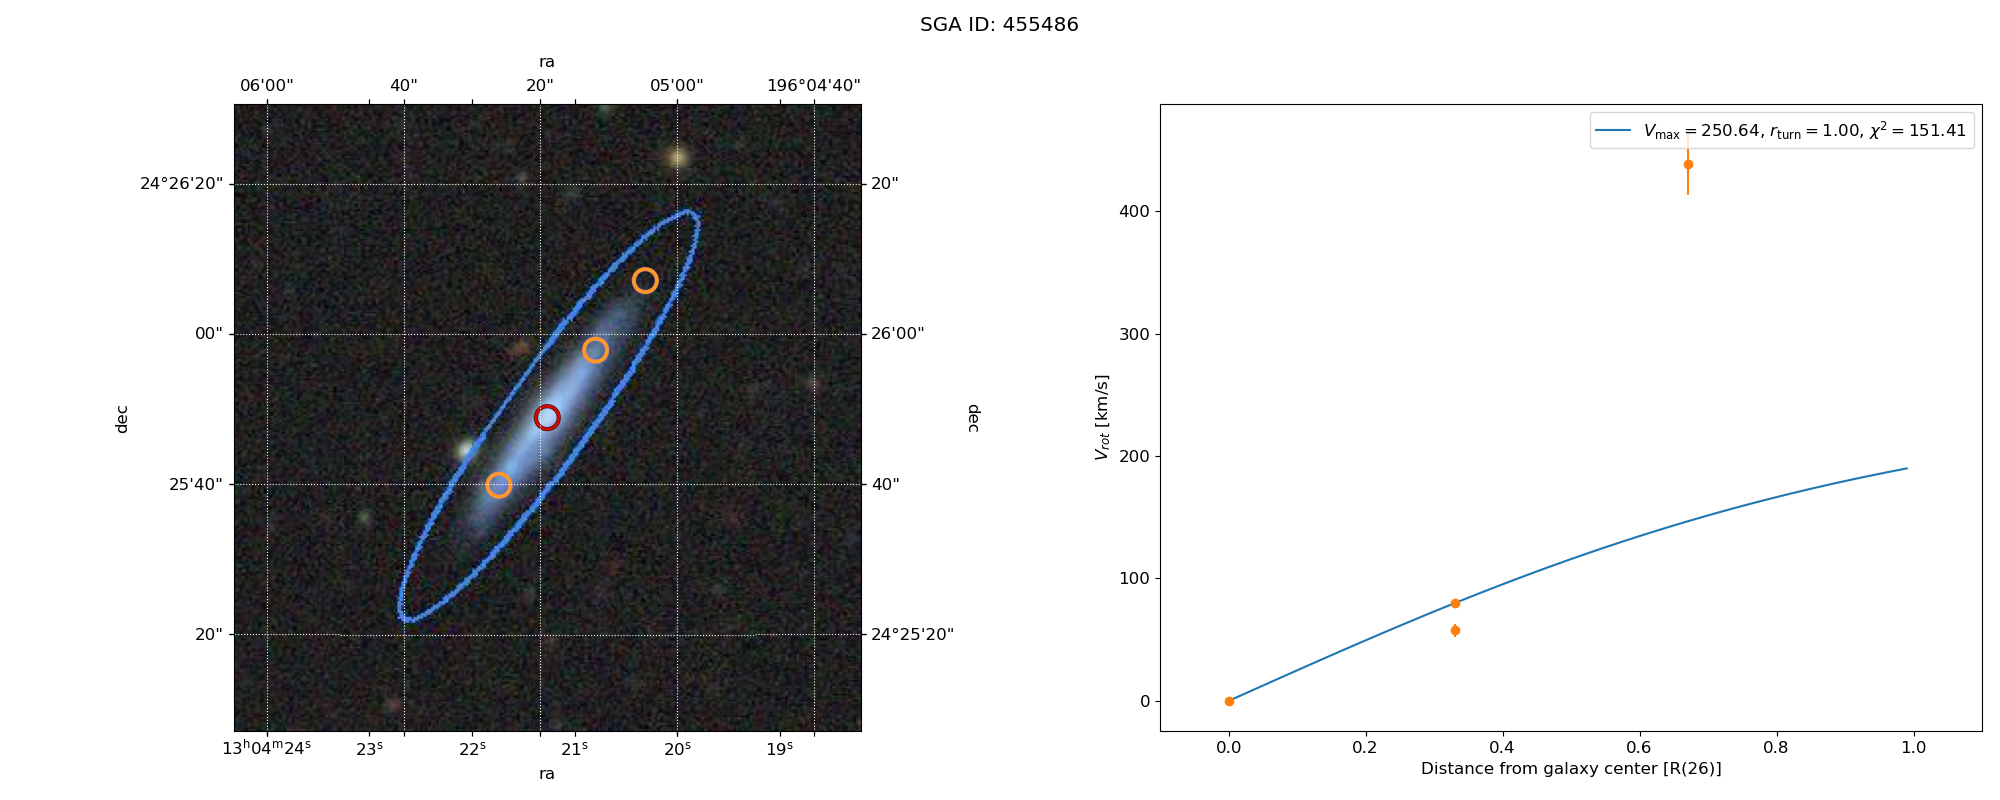 SGA ID: 455486
ra
06'00" 40" 20" 05'00" 196°04'40"
24°26'20"
00"
25'40"
20"
dec
20"
26'00"
40"
24°25'20"
dec
13ʰ04ᵐ24ˢ 23ˢ 22ˢ 21ˢ 20ˢ 19ˢ
ra
V_max = 250.64, r_turn = 1.00, χ² = 151.41
400
300
200
100
0
V_rot [km/s]
0.0 0.2 0.4 0.6 0.8 1.0
Distance from galaxy center [R(26)]